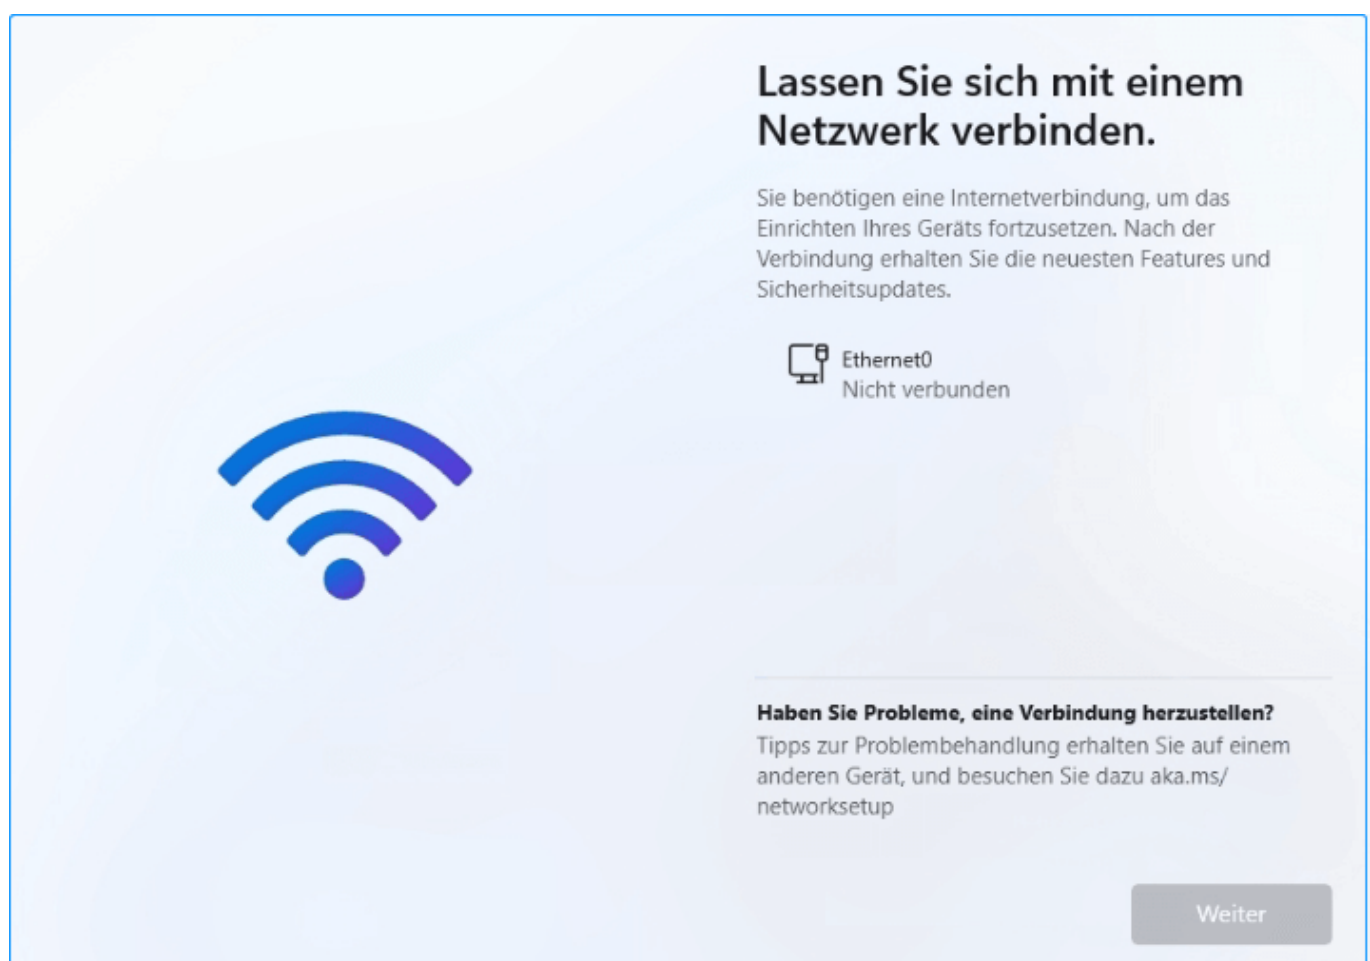 Lassen Sie sich mit einem
Netzwerk verbinden.
Sie benötigen eine Internetverbindung, um das
Einrichten Ihres Geräts fortzusetzen. Nach der
Verbindung erhalten Sie die neuesten Features und
Sicherheitsupdates.
Ethernet0
Nicht verbunden
Haben Sie Probleme, eine Verbindung herzustellen?
Tipps zur Problembehandlung erhalten Sie auf einem
anderen Gerät, und besuchen Sie dazu aka.ms/
networksetup
Weiter